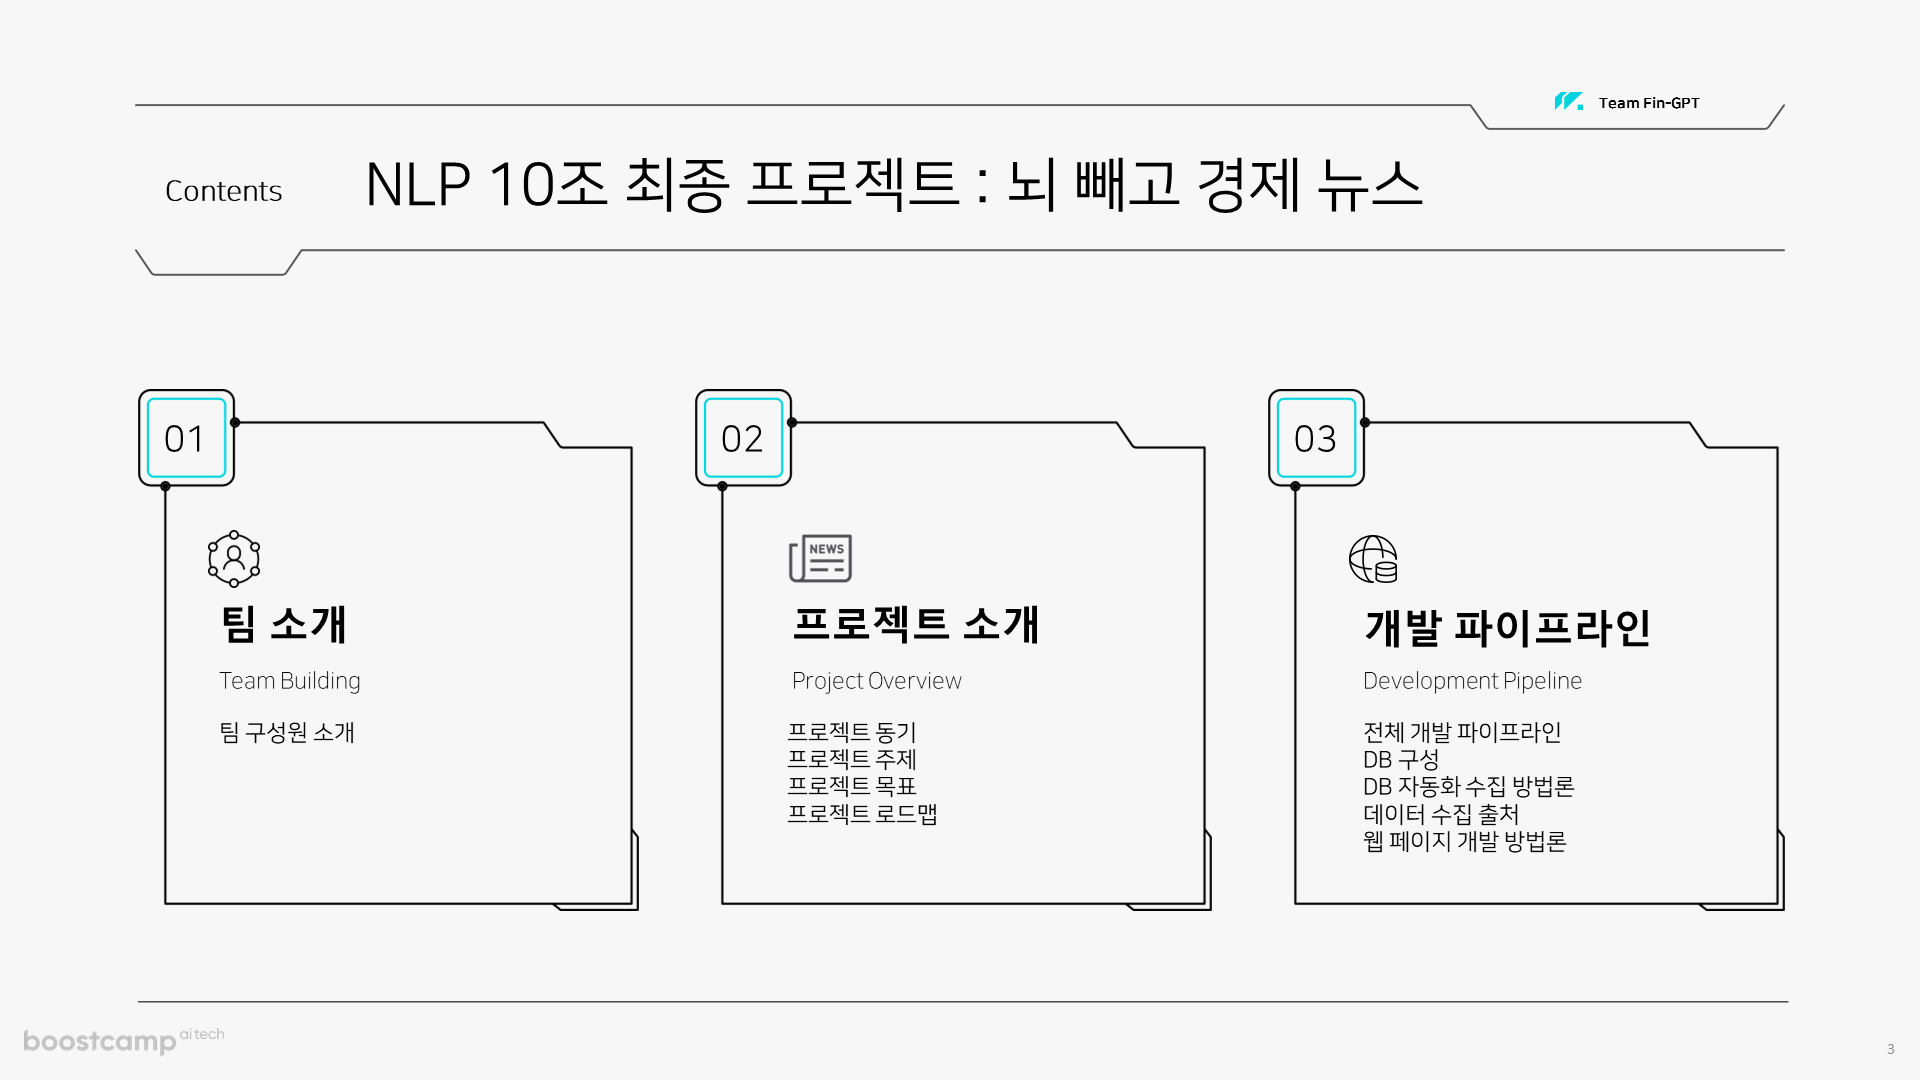 Team Fin-GPT
Contents
NLP 10조 최종 프로젝트 : 뇌 빼고 경제 뉴스
01
팀 소개
Team Building
팀 구성원 소개
02
NEWS
프로젝트 소개
Project Overview
프로젝트 동기
프로젝트 주제
프로젝트 목표
프로젝트 로드맵
03
개발 파이프라인
Development Pipeline
전체 개발 파이프라인
DB 구성
DB 자동화 수집 방법론
데이터 수집 출처
웹 페이지 개발 방법론
boostcamp ai tech
3